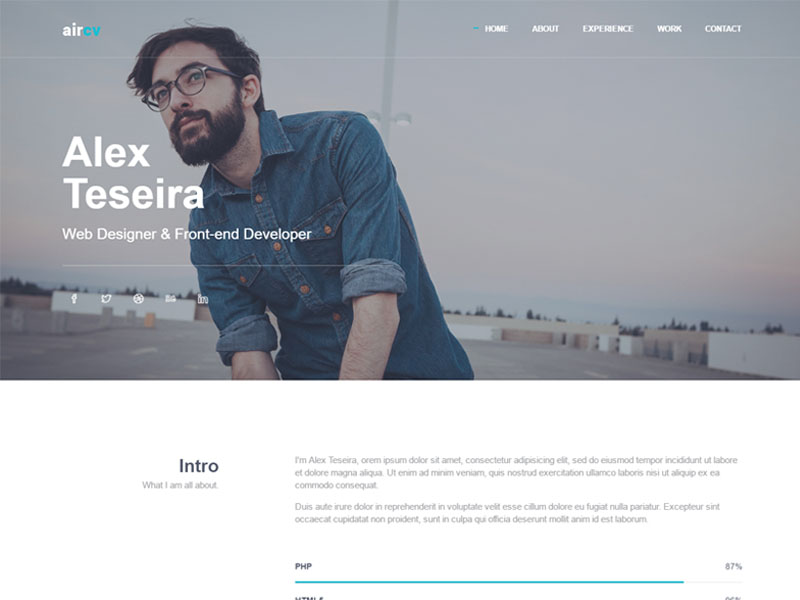 aircv
HOME ABOUT EXPERIENCE WORK CONTACT
Alex
Teseira
Web Designer & Front-end Developer
Intro
What I am all about.
I'm Alex Teseira, orem ipsum dolor sit amet, consectetur adipisicing elit, sed do eiusmod tempor incididunt ut labore
et dolore magna aliqua. Ut enim ad minim veniam, quis nostrud exercitation ullamco laboris nisi ut aliquip ex ea
commodo consequat.
Duis aute irure dolor in reprehenderit in voluptate velit esse cillum dolore eu fugiat nulla pariatur. Excepteur sint
occaecat cupidatat non proident, sunt in culpa qui officia deserunt mollit anim id est laborum.
PHP 87%